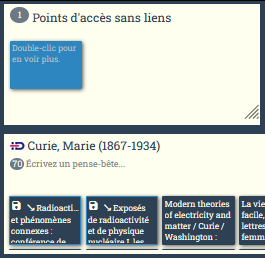 1 Points d'accès sans liens
Double-clic pour
en voir plus.
ID Curie, Marie (1867-1934)
70 Écrivez un pense-bête...
Radioacti...
et phénomènes
connexes :
conférence de
Exposés
de radioactivité
et de physique
nucléaire I, les
Modern theories
of electricity and
matter / Curie /
Washington :
La vie
facile,
lettres
femm